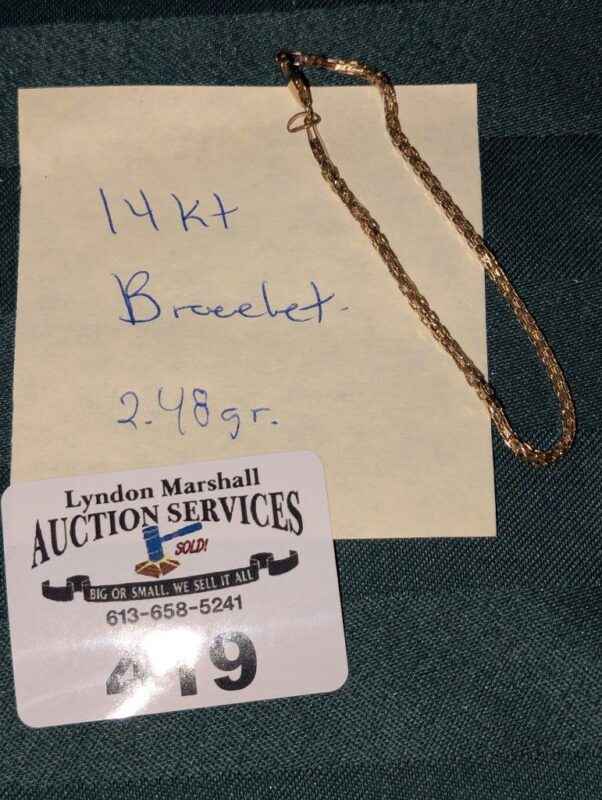 14 Kt
Bracelet.
2.48 gr.
Lyndon Marshall
AUCTION SERVICES
SOLD!
BIG OR SMALL, WE SELL IT ALL
613-658-5241
419